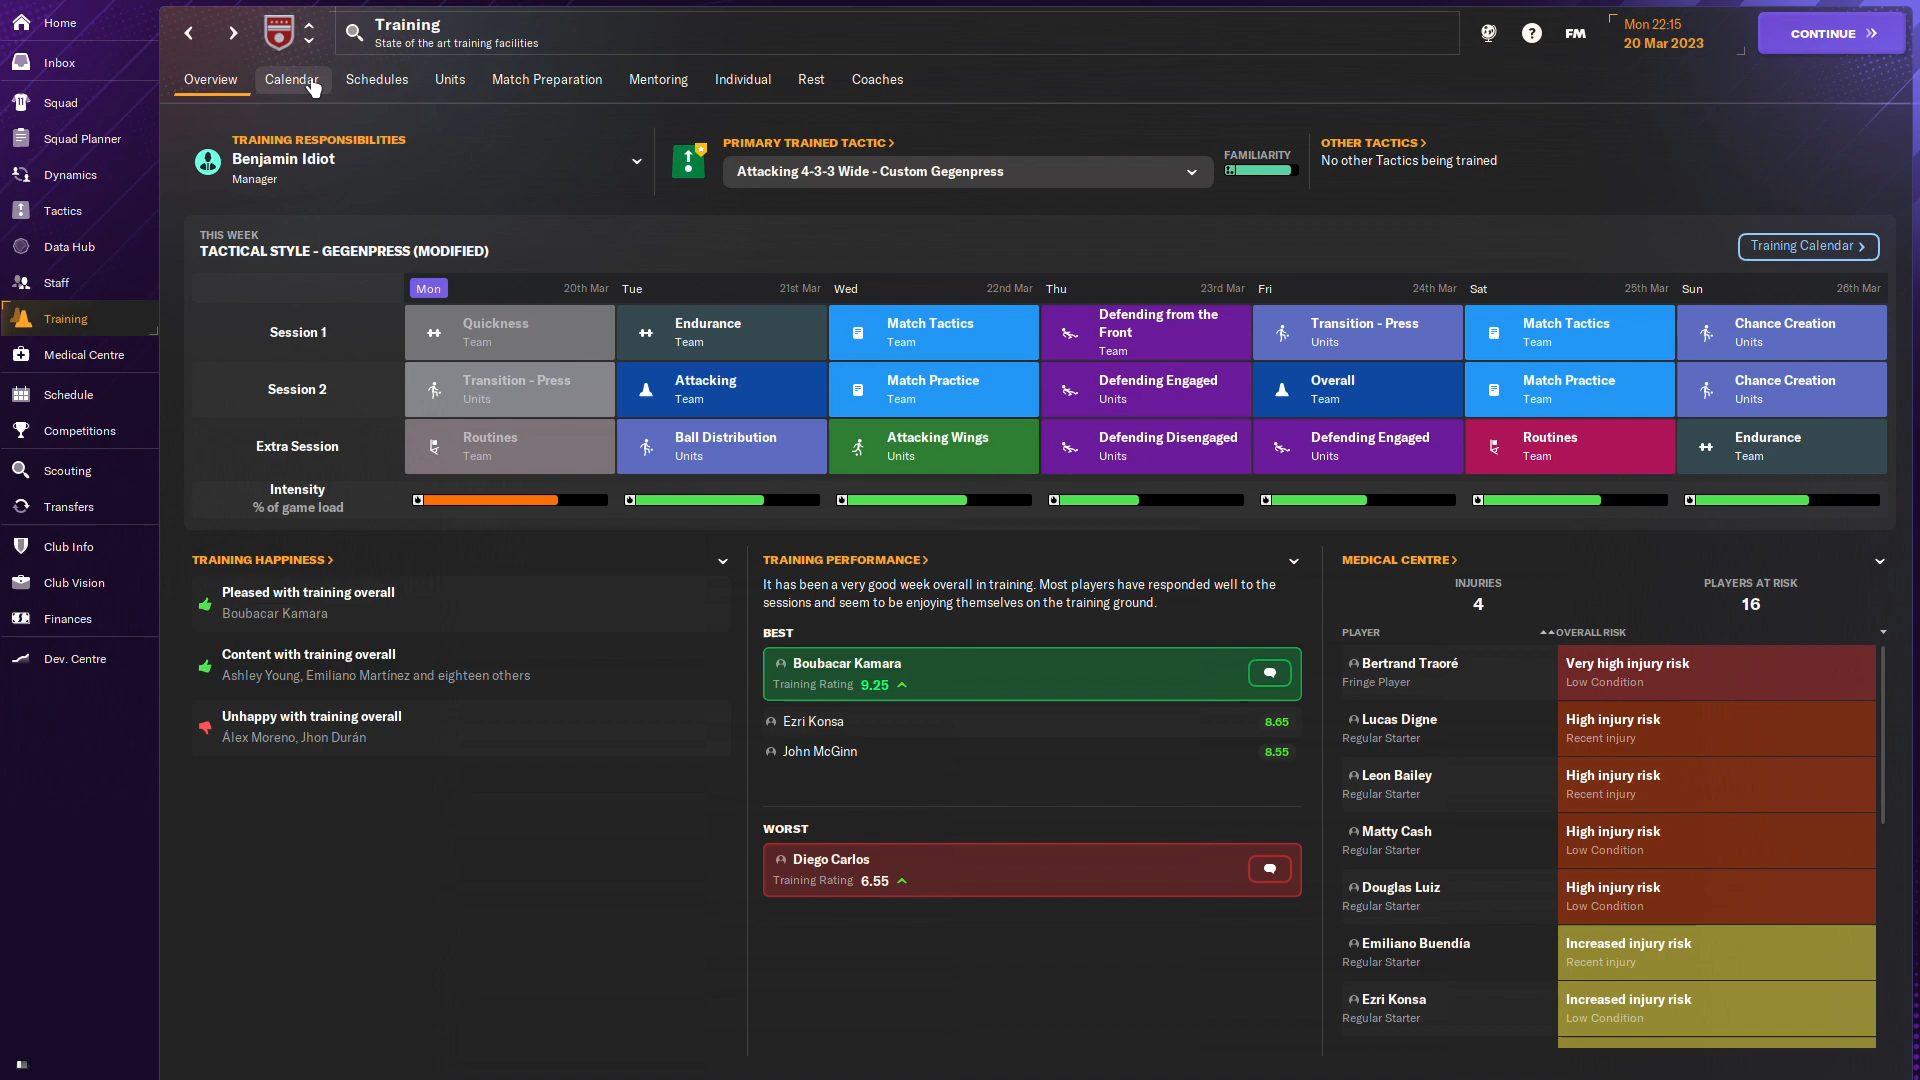 Home
Inbox
Squad
Squad Planner
Dynamics
Tactics
Data Hub
Staff
Training
Medical Centre
Schedule
Competitions
Scouting
Transfers
Club Info
Club Vision
Finances
Dev. Centre
Training
State of the art training facilities
FM
Mon 22:15
20 Mar 2023
CONTINUE
Overview
Calendar
Schedules
Units
Match Preparation
Mentoring
Individual
Rest
Coaches
TRAINING RESPONSIBILITIES
Benjamin Idiot
Manager
PRIMARY TRAINED TACTIC >
Attacking 4-3-3 Wide - Custom Gegenpress
FAMILIARITY
OTHER TACTICS >
No other Tactics being trained
THIS WEEK
TACTICAL STYLE - GEGENPRESS (MODIFIED)
Training Calendar >
Mon 20th Mar
Tue 21st Mar
Wed 22nd Mar
Thu 23rd Mar
Fri 24th Mar
Sat 25th Mar
Sun 26th Mar
Session 1
Quickness
Team
Endurance
Team
Match Tactics
Team
Defending from the
Front
Team
Transition - Press
Units
Match Tactics
Team
Chance Creation
Units
Session 2
Transition - Press
Units
Attacking
Team
Match Practice
Team
Defending Engaged
Units
Overall
Team
Match Practice
Team
Chance Creation
Units
Extra Session
Routines
Team
Ball Distribution
Units
Attacking Wings
Units
Defending Disengaged
Units
Defending Engaged
Units
Routines
Team
Endurance
Team
Intensity
% of game load
TRAINING HAPPINESS >
Pleased with training overall
Boubacar Kamara
Content with training overall
Ashley Young, Emiliano Martínez and eighteen others
Unhappy with training overall
Álex Moreno, Jhon Durán
TRAINING PERFORMANCE >
It has been a very good week overall in training. Most players have responded well to the
sessions and seem to be enjoying themselves on the training ground.
BEST
Boubacar Kamara
Training Rating 9.25
Ezri Konsa 8.65
John McGinn 8.55
WORST
Diego Carlos
Training Rating 6.55
MEDICAL CENTRE >
INJURIES
4
PLAYERS AT RISK
16
PLAYER OVERALL RISK
Bertrand Traoré
Fringe Player
Very high injury risk
Low Condition
Lucas Digne
Regular Starter
High injury risk
Recent injury
Leon Bailey
Regular Starter
High injury risk
Recent injury
Matty Cash
Regular Starter
High injury risk
Low Condition
Douglas Luiz
Regular Starter
High injury risk
Low Condition
Emiliano Buendía
Regular Starter
Increased injury risk
Recent injury
Ezri Konsa
Regular Starter
Increased injury risk
Low Condition